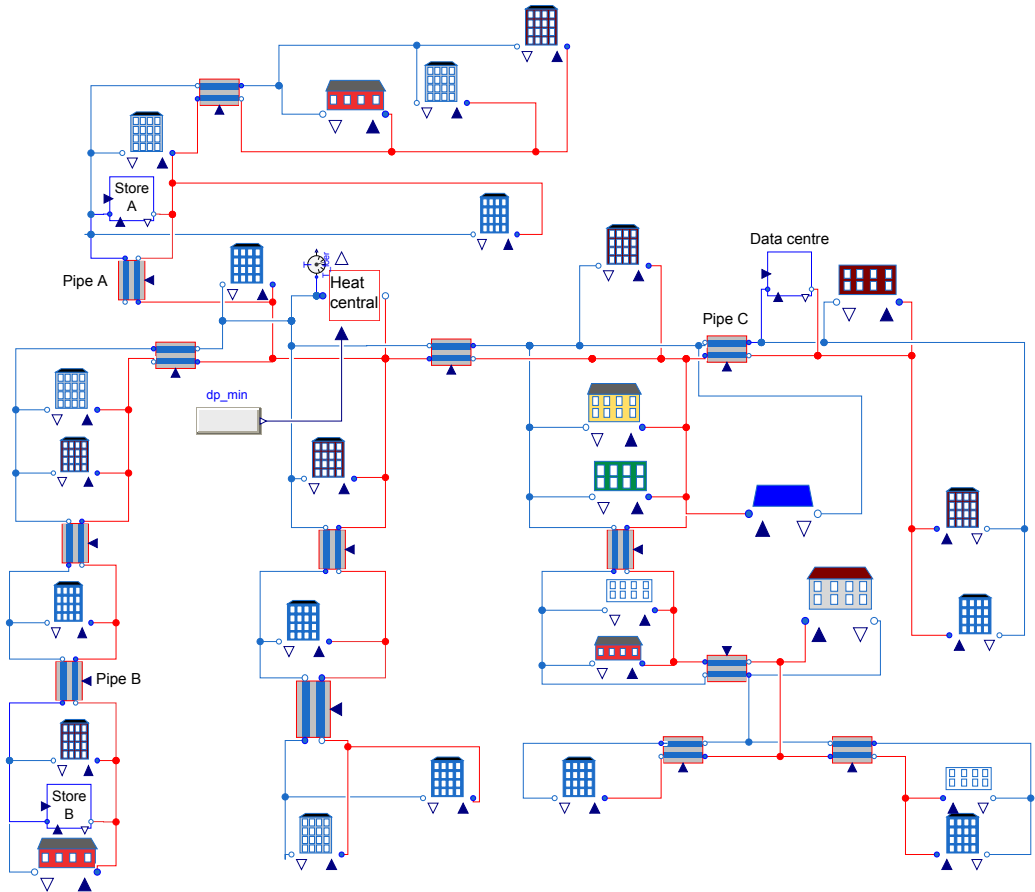 Store
A
Data centre
Pipe A
Heat
central
Pipe C
dp_min
Pipe B
Store
B